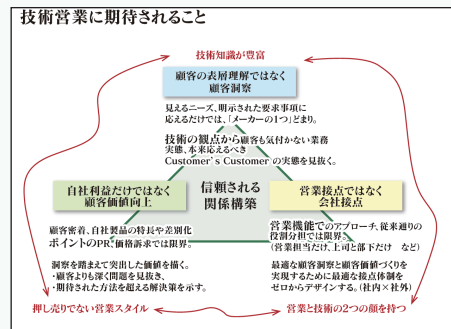 技術営業に期待されること
技術知識が豊富
顧客の表層理解ではなく
顧客洞察
見えるニーズ、明示された要求事項に
応えるだけでは、「メーカーの1つ」どまり。
技術の観点から顧客も気付かない業務
実態、本来応えるべき
Customer's Customerの実態を見抜く。
自社利益だけではなく
顧客価値向上
信頼される
関係構築
営業接点ではなく
会社接点
顧客密着、自社製品の特長や差別化
ポイントのPR、価格訴求では限界。
洞察を踏まえて突出した価値を描く。
・顧客よりも深く問題を見抜き、
・期待された方法を超える解決策を示す。
営業機能でのアプローチ、従来通りの
役割分担では限界。
(営業担当だけ、上司と部下だけ など)
最適な顧客洞察と顧客価値づくりを
実現するために最適な接点体制を
ゼロからデザインする。(社内×社外)
押し売りでない営業スタイル
営業と技術の2つの顔を持つ